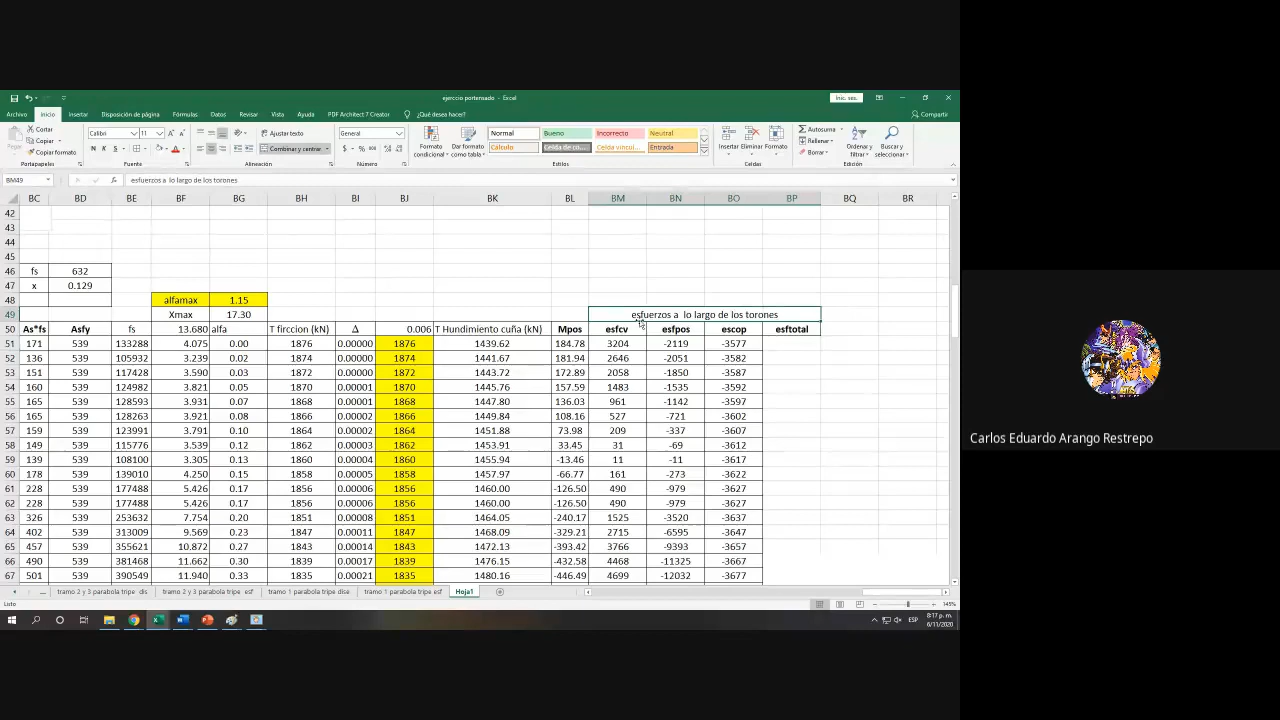 ejerccio portensado - Excel
Inic. ses.
Archivo Inicio Insertar Disposición de página Fórmulas Datos Revisar Vista Ayuda PDF Architect 7 Creator ¿Qué desea hacer? Compartir
Cortar Calibri 11 Ajustar texto General Normal Bueno Incorrecto Neutral Autosuma
Pegar Copiar Formato condicional Dar formato como tabla Insertar Eliminar Formato Rellenar Ordenar y filtrar Buscar y seleccionar
Copiar formato Combinar y centrar Cálculo Celda de co... Celda vincul... Entrada Borrar
Portapapeles Fuente Alineación Número Estilos Celdas
BM49 esfuerzos a lo largo de los torones
BC BD BE BF BG BH BI BJ BK BL BM BN BO BP BQ BR
42
43
44
45
46 fs 632
47 x 0.129
48 alfamax 1.15
49 Xmax 17.30 esfuerzos a lo largo de los torones
50 As*fs Asfy fs 13.680 alfa T firccion (kN) Δ 0.006 T Hundimiento cuña (kN) Mpos esfcv esfpos escop esftotal
51 171 539 133288 4.075 0.00 1876 0.00000 1876 1439.62 184.78 3204 -2119 -3577
52 136 539 105932 3.239 0.02 1874 0.00000 1874 1441.67 181.94 2646 -2051 -3582
53 151 539 117428 3.590 0.03 1872 0.00000 1872 1443.72 172.89 2058 -1850 -3587
54 160 539 124982 3.821 0.05 1870 0.00001 1870 1445.76 157.59 1483 -1535 -3592
55 165 539 128593 3.931 0.07 1868 0.00001 1868 1447.80 136.03 961 -1142 -3597
56 165 539 128263 3.921 0.08 1866 0.00002 1866 1449.84 108.16 527 -721 -3602
57 159 539 123991 3.791 0.10 1864 0.00002 1864 1451.88 73.98 209 -337 -3607
58 149 539 115776 3.539 0.12 1862 0.00003 1862 1453.91 33.45 31 -69 -3612
59 139 539 108100 3.305 0.13 1860 0.00004 1860 1455.94 -13.46 11 -11 -3617
60 178 539 139010 4.250 0.15 1858 0.00005 1858 1457.97 -66.77 161 -273 -3622
61 228 539 177488 5.426 0.17 1856 0.00006 1856 1460.00 -126.50 490 -979 -3627
62 228 539 177488 5.426 0.17 1856 0.00006 1856 1460.00 -126.50 490 -979 -3627
63 326 539 253632 7.754 0.20 1851 0.00008 1851 1464.05 -240.17 1525 -3520 -3637
64 402 539 313009 9.569 0.23 1847 0.00011 1847 1468.09 -329.21 2715 -6595 -3647
65 457 539 355621 10.872 0.27 1843 0.00014 1843 1472.13 -393.42 3766 -9393 -3657
66 490 539 381468 11.662 0.30 1839 0.00017 1839 1476.15 -432.58 4468 -11325 -3667
67 501 539 390549 11.940 0.33 1835 0.00021 1835 1480.16 -446.49 4699 -12032 -3677
tramo 2 y 3 parabola tripe dis tramo 2 y 3 parabola tripe esf tramo 1 parabola tripe dise tramo 1 parabola tripe esf Hoja1
Listo 145%
ESP 8:17 p. m.
6/11/2020
Carlos Eduardo Arango Restrepo